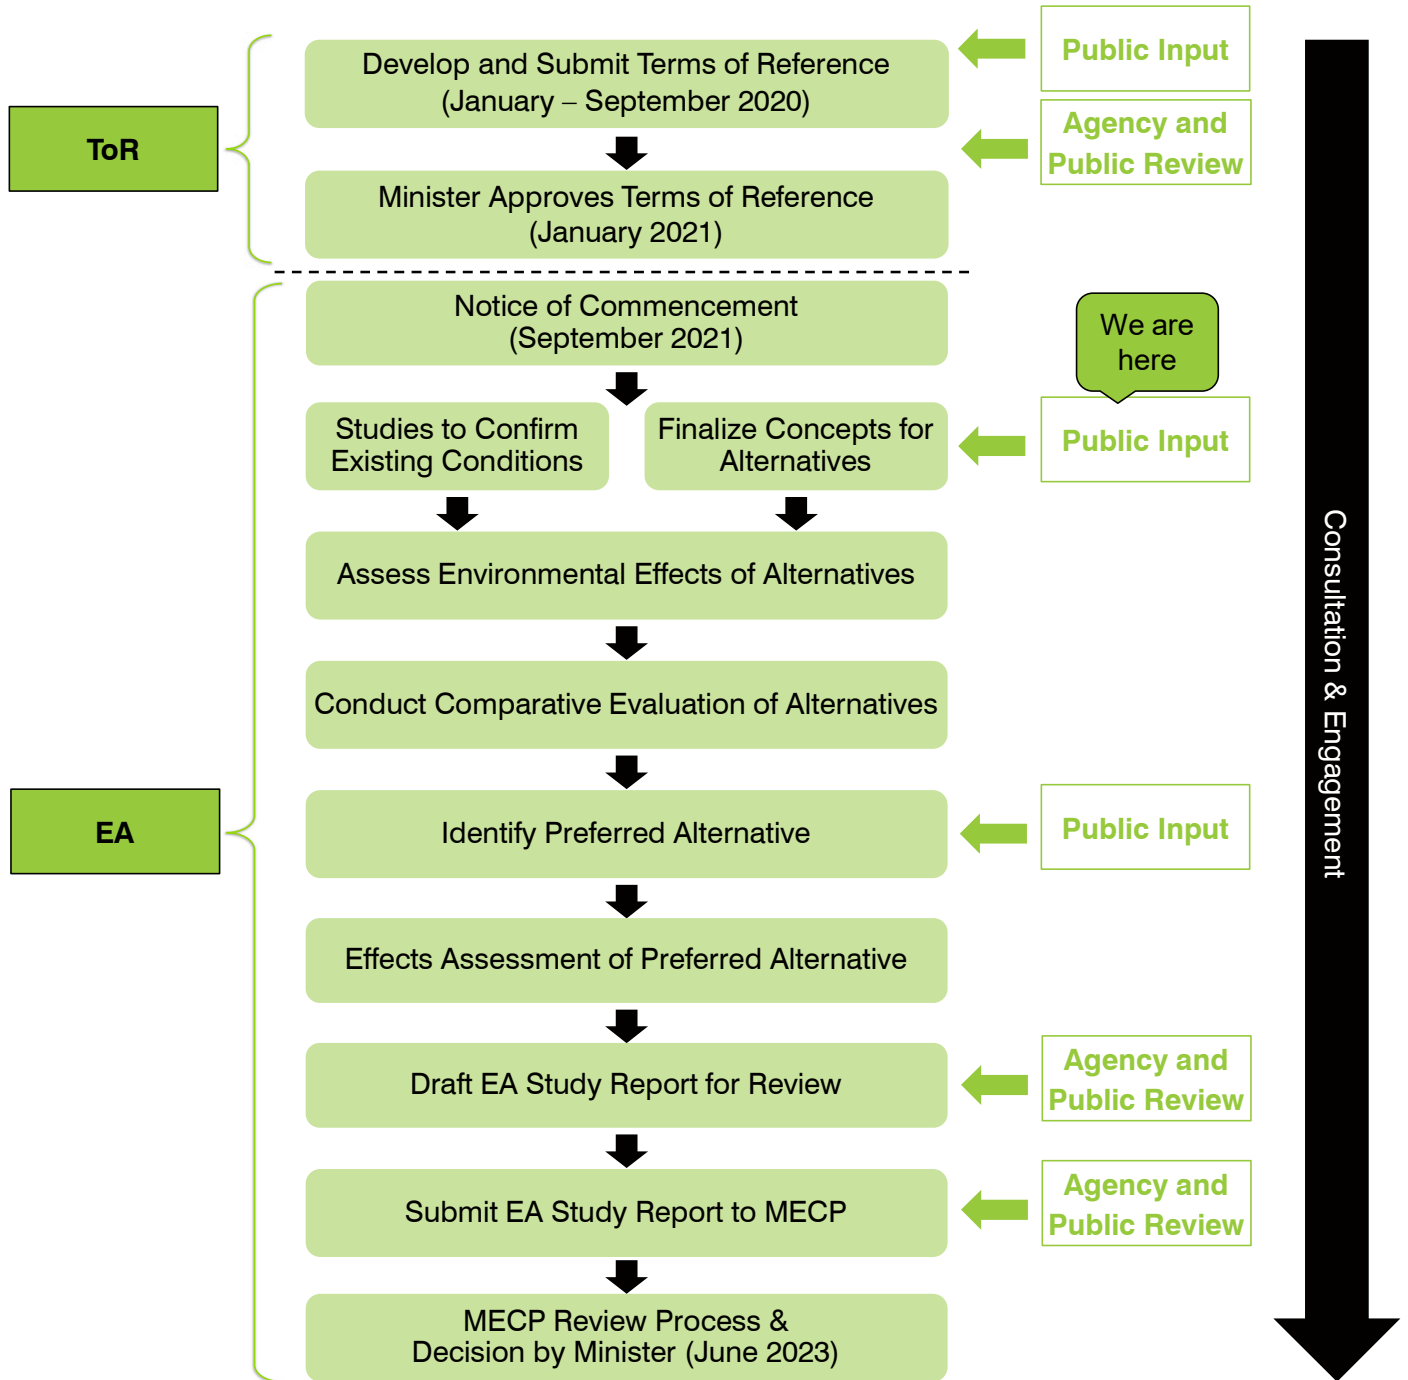 Develop and Submit Terms of Reference
(January – September 2020)
Public Input
Agency and
Public Review
ToR
Minister Approves Terms of Reference
(January 2021)
Notice of Commencement
(September 2021)
We are
here
Studies to Confirm
Existing Conditions
Finalize Concepts for
Alternatives
Public Input
Assess Environmental Effects of Alternatives
Conduct Comparative Evaluation of Alternatives
EA
Identify Preferred Alternative
Public Input
Effects Assessment of Preferred Alternative
Draft EA Study Report for Review
Agency and
Public Review
Submit EA Study Report to MECP
Agency and
Public Review
MECP Review Process &
Decision by Minister (June 2023)
Consultation & Engagement